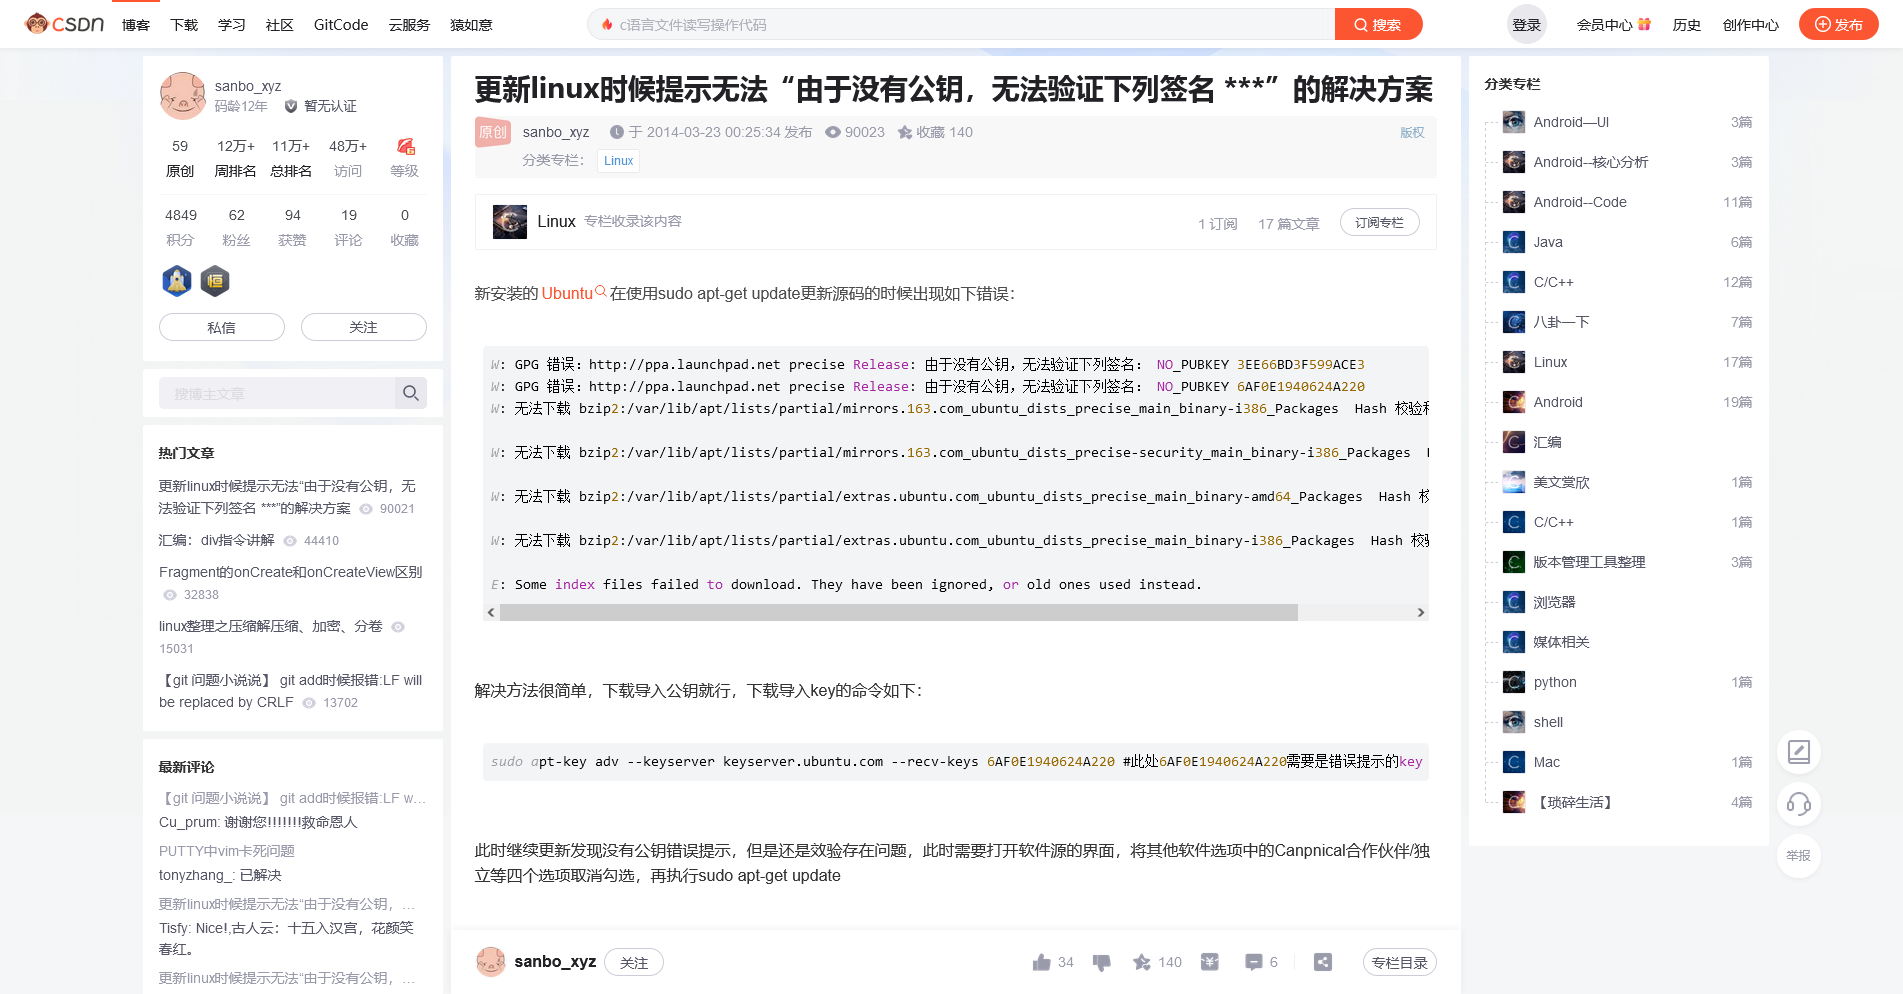 CSDN 博客 下载 学习 社区 GitCode 云服务 猿如意 c语言文件读写操作代码 搜索 登录 会员中心 历史 创作中心 发布
sanbo_xyz
码龄12年 暂无认证
59 12万+ 11万+ 48万+
原创 周排名 总排名 访问 等级
4849 62 94 19 0
积分 粉丝 获赞 评论 收藏
恒
私信 关注
搜博主文章
热门文章
更新linux时候提示无法“由于没有公钥，无
法验证下列签名 ***”的解决方案 90021
汇编：div指令讲解 44410
Fragment的onCreate和onCreateView区别
32838
linux整理之压缩解压缩、加密、分卷
15031
【git 问题小说说】 git add时候报错:LF will
be replaced by CRLF 13702
最新评论
【git 问题小说说】 git add时候报错:LF w...
Cu_prum: 谢谢您!!!!!!!救命恩人
PUTTY中vim卡死问题
tonyzhang_: 已解决
更新linux时候提示无法“由于没有公钥，...
Tisfy: Nice!,古人云：十五入汉宫，花颜笑
春红。
更新linux时候提示无法“由于没有公钥，...
更新linux时候提示无法“由于没有公钥，无法验证下列签名 ***”的解决方案
原创 sanbo_xyz 于 2014-03-23 00:25:34 发布 90023 收藏 140 版权
分类专栏： Linux
Linux 专栏收录该内容 1 订阅 17 篇文章 订阅专栏
新安装的 Ubuntu 在使用sudo apt-get update更新源码的时候出现如下错误：
W: GPG 错误：http://ppa.launchpad.net precise Release: 由于没有公钥，无法验证下列签名： NO_PUBKEY 3EE66BD3F599ACE3
W: GPG 错误：http://ppa.launchpad.net precise Release: 由于没有公钥，无法验证下列签名： NO_PUBKEY 6AF0E1940624A220
W: 无法下载 bzip2:/var/lib/apt/lists/partial/mirrors.163.com_ubuntu_dists_precise_main_binary-i386_Packages  Hash 校验和
W: 无法下载 bzip2:/var/lib/apt/lists/partial/mirrors.163.com_ubuntu_dists_precise-security_main_binary-i386_Packages
W: 无法下载 bzip2:/var/lib/apt/lists/partial/extras.ubuntu.com_ubuntu_dists_precise_main_binary-amd64_Packages  Hash 校
W: 无法下载 bzip2:/var/lib/apt/lists/partial/extras.ubuntu.com_ubuntu_dists_precise_main_binary-i386_Packages  Hash 校验
E: Some index files failed to download. They have been ignored, or old ones used instead.
解决方法很简单，下载导入公钥就行，下载导入key的命令如下：
sudo apt-key adv --keyserver keyserver.ubuntu.com --recv-keys 6AF0E1940624A220 #此处6AF0E1940624A220需要是错误提示的key
此时继续更新发现没有公钥错误提示，但是还是效验存在问题，此时需要打开软件源的界面，将其他软件选项中的Canpnical合作伙伴/独
立等四个选项取消勾选，再执行sudo apt-get update
sanbo_xyz 关注 34 140 6 专栏目录
分类专栏
Android—UI 3篇
Android--核心分析 3篇
Android--Code 11篇
Java 6篇
C/C++ 12篇
八卦一下 7篇
Linux 17篇
Android 19篇
汇编
美文赏欣 1篇
C/C++ 1篇
版本管理工具整理 3篇
浏览器
媒体相关
python 1篇
shell
Mac 1篇
【琐碎生活】 4篇
举报